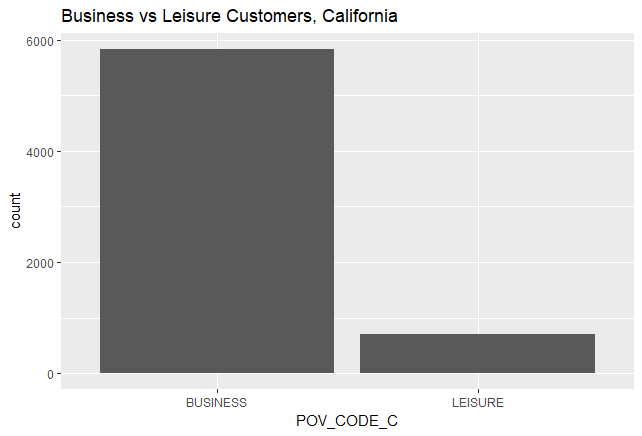 Business vs Leisure Customers, California
6000
4000
2000
0
count
BUSINESS LEISURE
POV_CODE_C